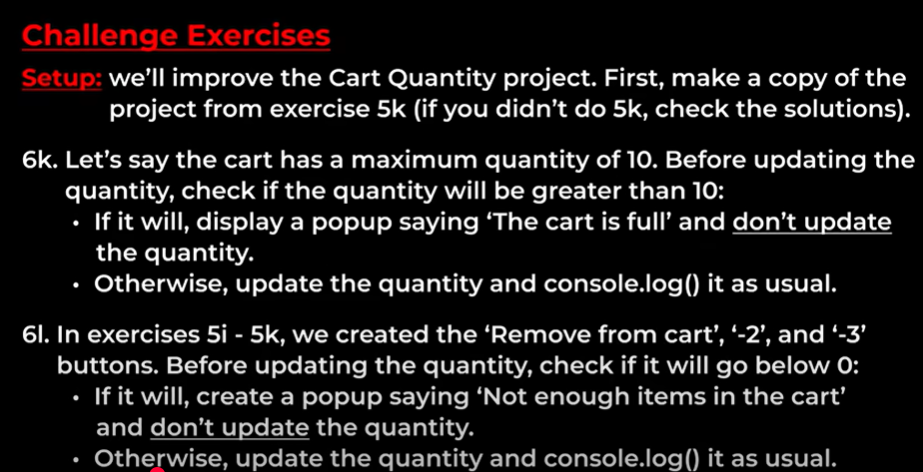 Challenge Exercises
Setup: we’ll improve the Cart Quantity project. First, make a copy of the
project from exercise 5k (if you didn’t do 5k, check the solutions).
6k. Let’s say the cart has a maximum quantity of 10. Before updating the
quantity, check if the quantity will be greater than 10:
• If it will, display a popup saying ‘The cart is full’ and don’t update
the quantity.
• Otherwise, update the quantity and console.log() it as usual.
6l. In exercises 5i - 5k, we created the ‘Remove from cart’, ‘-2’, and ‘-3’
buttons. Before updating the quantity, check if it will go below 0:
• If it will, create a popup saying ‘Not enough items in the cart’
and don’t update the quantity.
• Otherwise, update the quantity and console.log() it as usual.